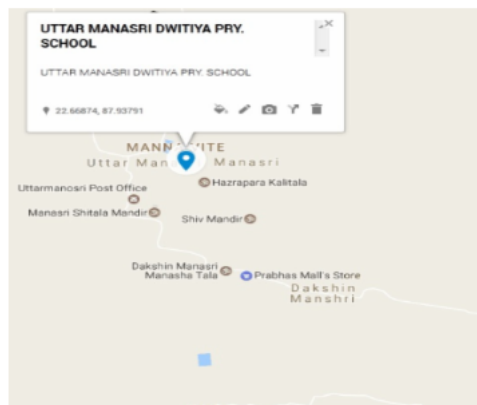 UTTAR MANASRI DWITIYA PRY.
SCHOOL
UTTAR MANASRI DWITIYA PRY. SCHOOL
22.66874, 87.93791
Uttar Man Manasri
Hazrapara Kalitala
Uttarmanosri Post Office
Manasri Shitala Mandir
Shiv Mandir
Dakshin Manasri
Manasha Tala
Prabhas Mall's Store
Dakshin
Manshri